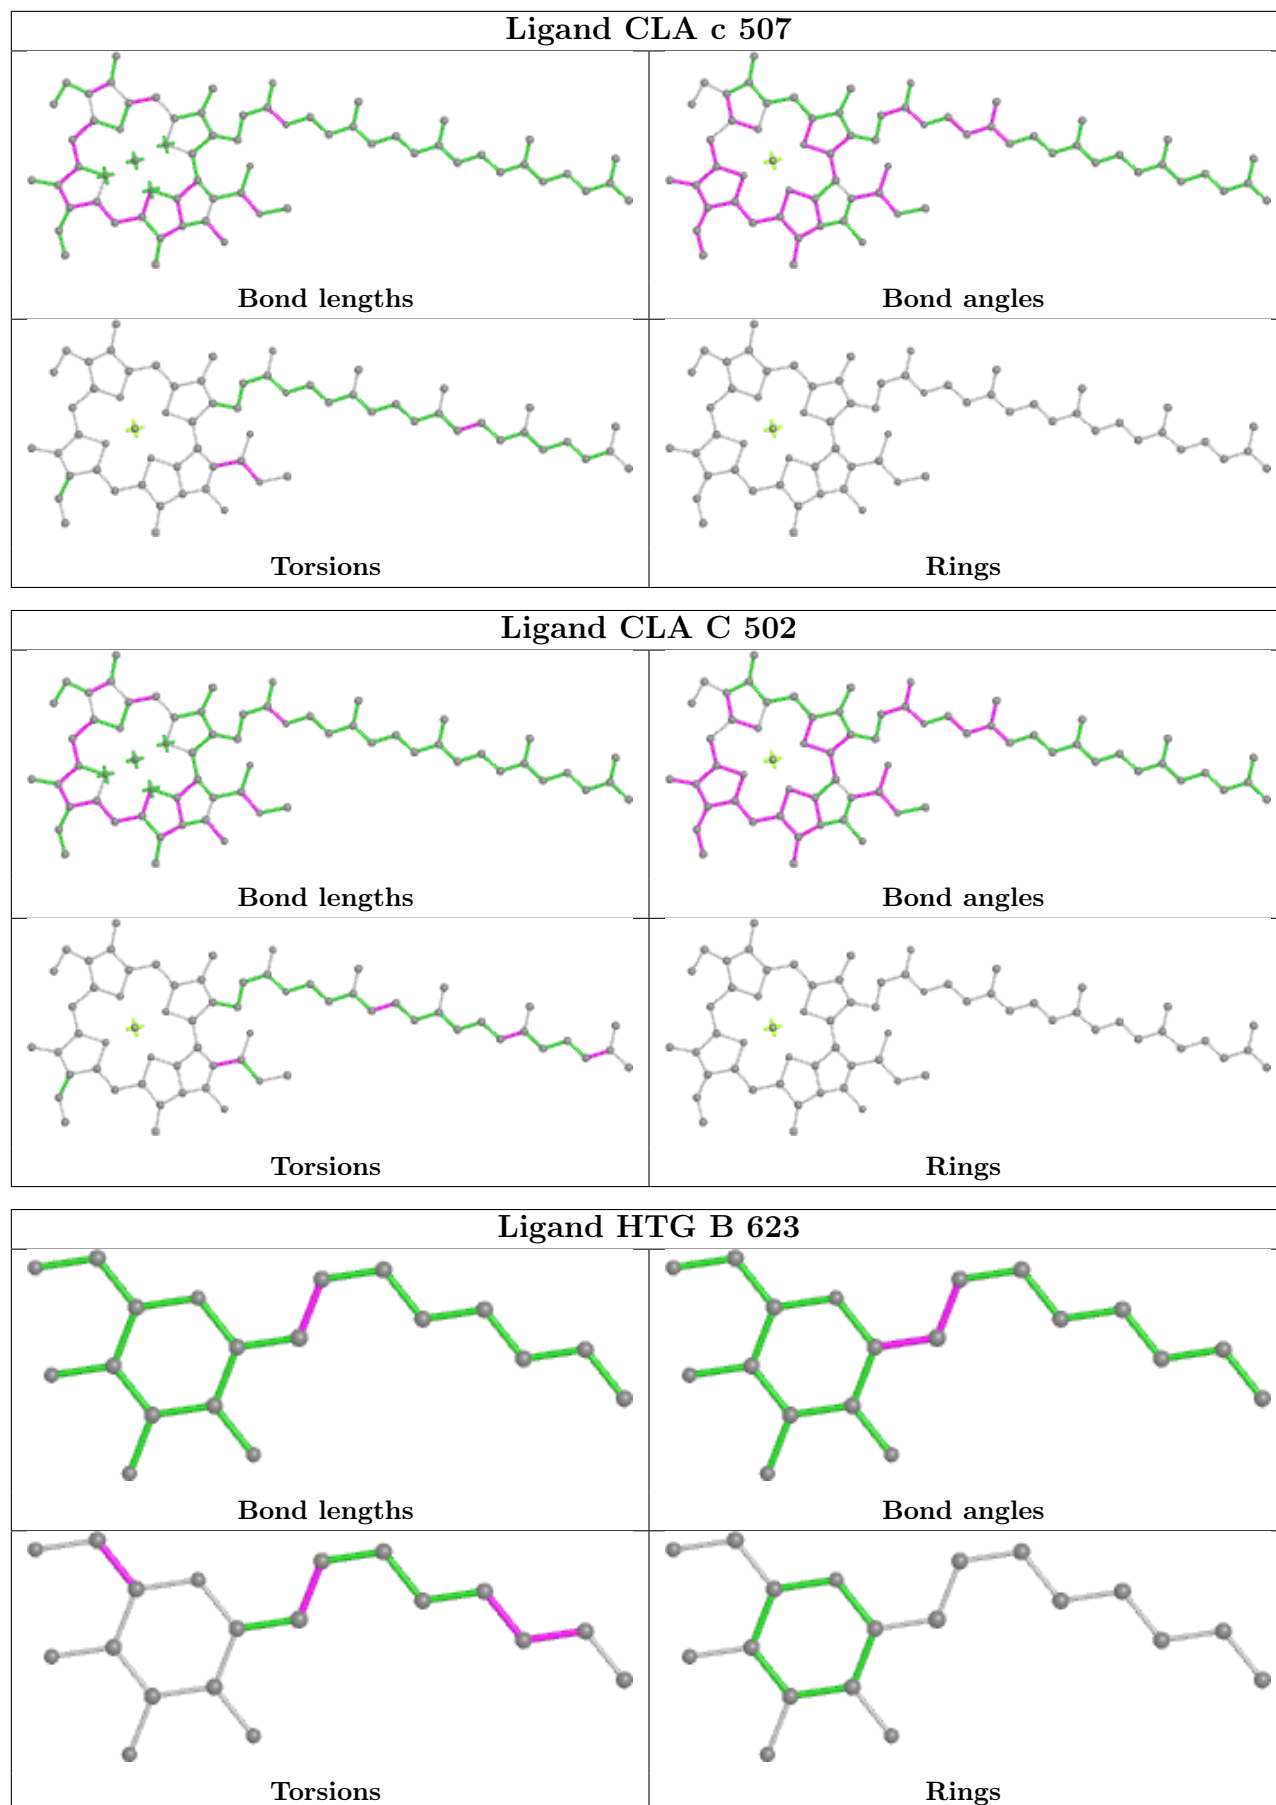 Ligand CLA c 507
Bond lengths
Bond angles
Torsions
Rings
Ligand CLA C 502
Bond lengths
Bond angles
Torsions
Rings
Ligand HTG B 623
Bond lengths
Bond angles
Torsions
Rings